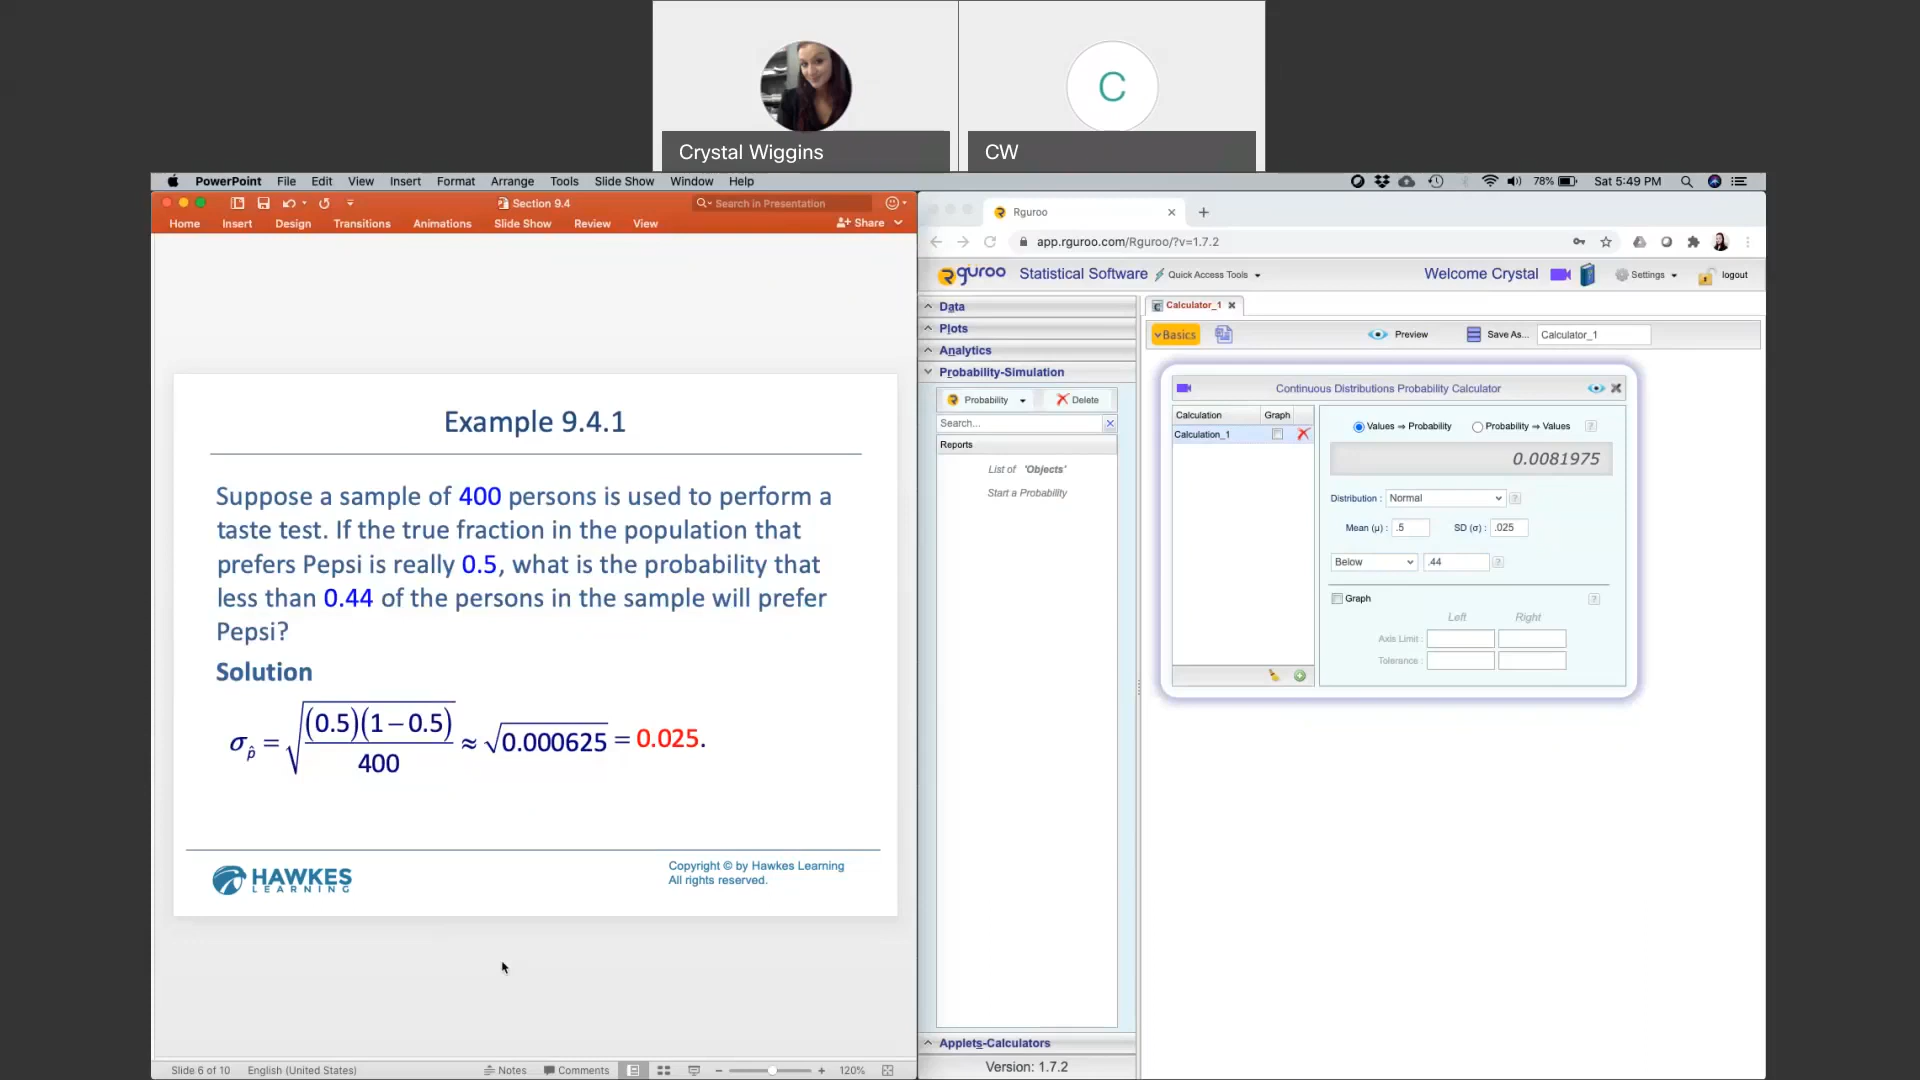 C
Crystal Wiggins
CW
PowerPoint File Edit View Insert Format Arrange Tools Slide Show Window Help
78% Sat 5:49 PM
Section 9.4
Search in Presentation
Home Insert Design Transitions Animations Slide Show Review View
Share
Example 9.4.1
Suppose a sample of 400 persons is used to perform a
taste test. If the true fraction in the population that
prefers Pepsi is really 0.5, what is the probability that
less than 0.44 of the persons in the sample will prefer
Pepsi?
Solution
σp̂ = √((0.5)(1 – 0.5)/400) ≈ √0.000625 = 0.025.
HAWKES
LEARNING
Copyright © by Hawkes Learning
All rights reserved.
Slide 6 of 10 English (United States)
Notes Comments
120%
Rguroo
app.rguroo.com/Rguroo/?v=1.7.2
Rguroo Statistical Software Quick Access Tools
Welcome Crystal
Settings
logout
Data
Plots
Analytics
Probability-Simulation
Probability Delete
Search...
Reports
List of 'Objects'
Start a Probability
Applets-Calculators
Version: 1.7.2
Calculator_1
Basics
Preview
Save As... Calculator_1
Continuous Distributions Probability Calculator
Calculation Graph
Calculation_1
Values ⇒ Probability Probability ⇒ Values ?
0.0081975
Distribution : Normal ?
Mean (μ) : .5 SD (σ) : .025
Below .44 ?
Graph ?
Left Right
Axis Limit :
Tolerance :